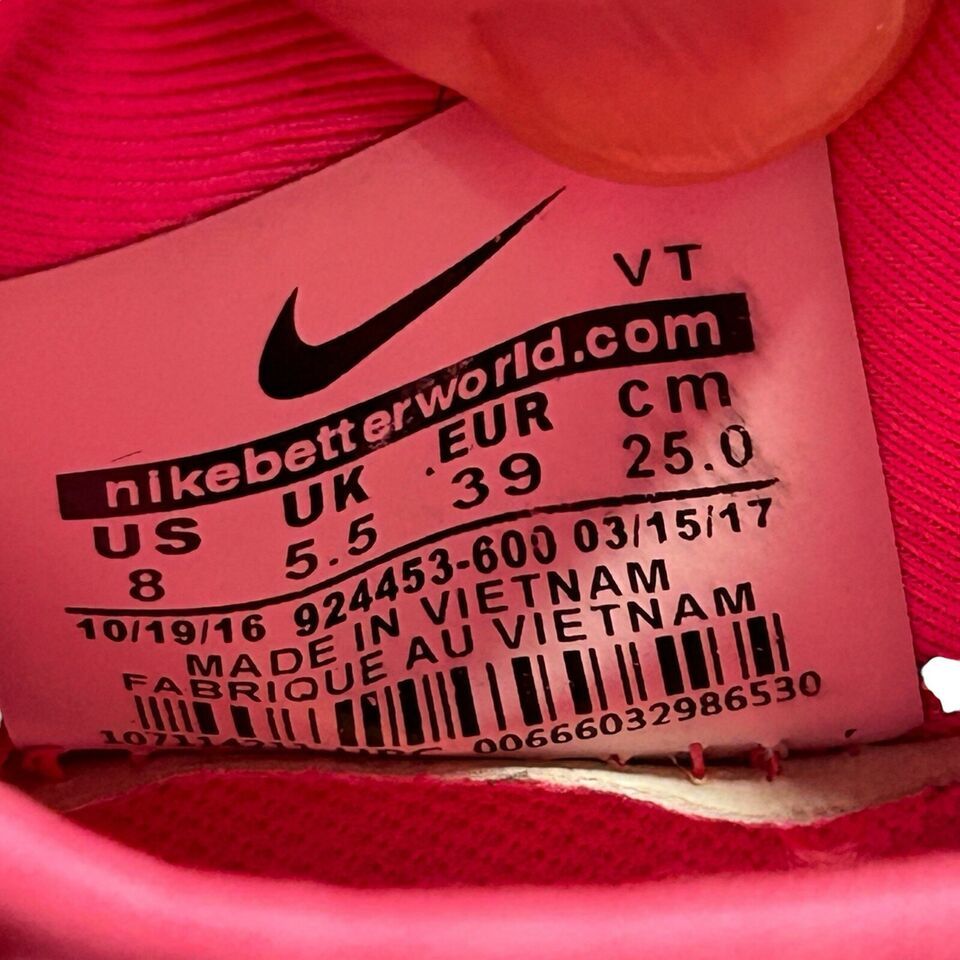 VT
nikebetterworld.com
US UK EUR cm
8 5.5 39 25.0
10/19/16 924453-600 03/15/17
MADE IN VIETNAM
FABRIQUE AU VIETNAM
00666032986530